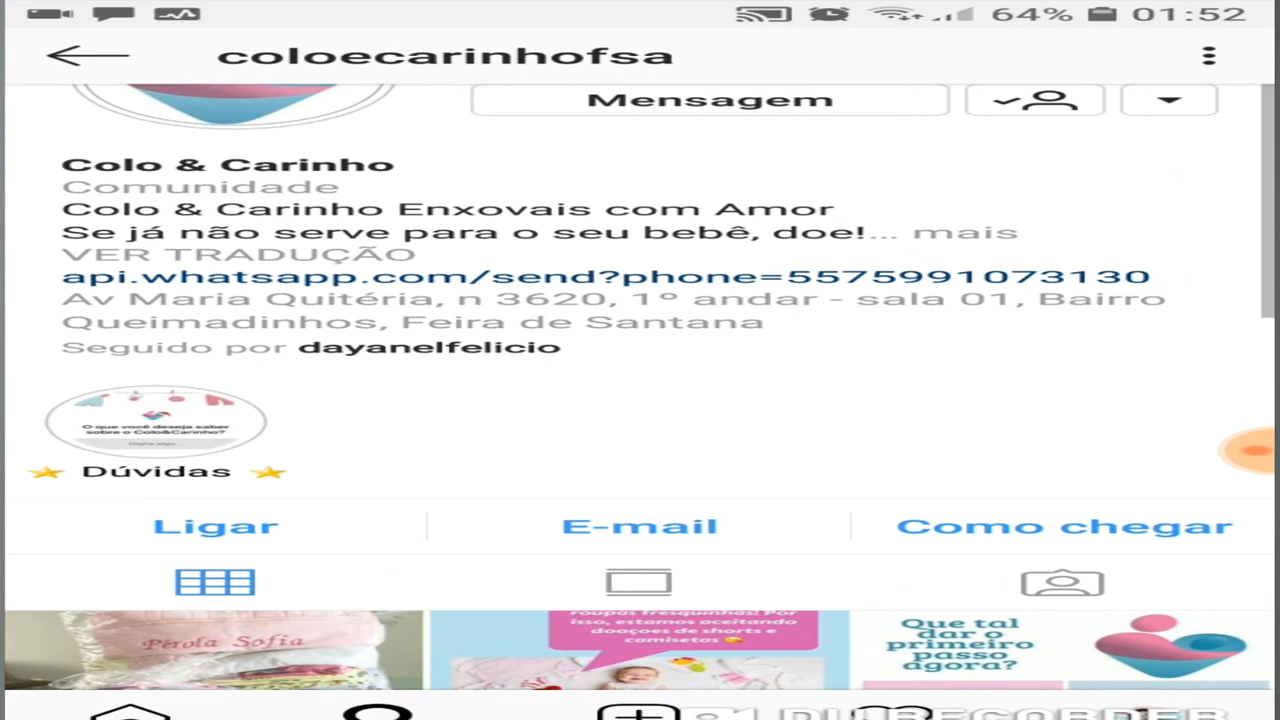 64% 01:52
coloecarinhofsa
Mensagem
Colo & Carinho
Comunidade
Colo & Carinho Enxovais com Amor
Se já não serve para o seu bebê, doe!... mais
VER TRADUÇÃO
api.whatsapp.com/send?phone=5575991073130
Av Maria Quitéria, n 3620, 1º andar - sala 01, Bairro
Queimadinhos, Feira de Santana
Seguido por dayanelfelicio
O que você deseja saber
sobre o Colo&Carinho?
Dúvidas
Ligar E-mail Como chegar
Pérola Sofia
roupas fresquinhas! Por
isso, estamos aceitando
doaçoes de shorts e
camisetas
Que tal
dar o
primeiro
passo
agora?
RECORDER